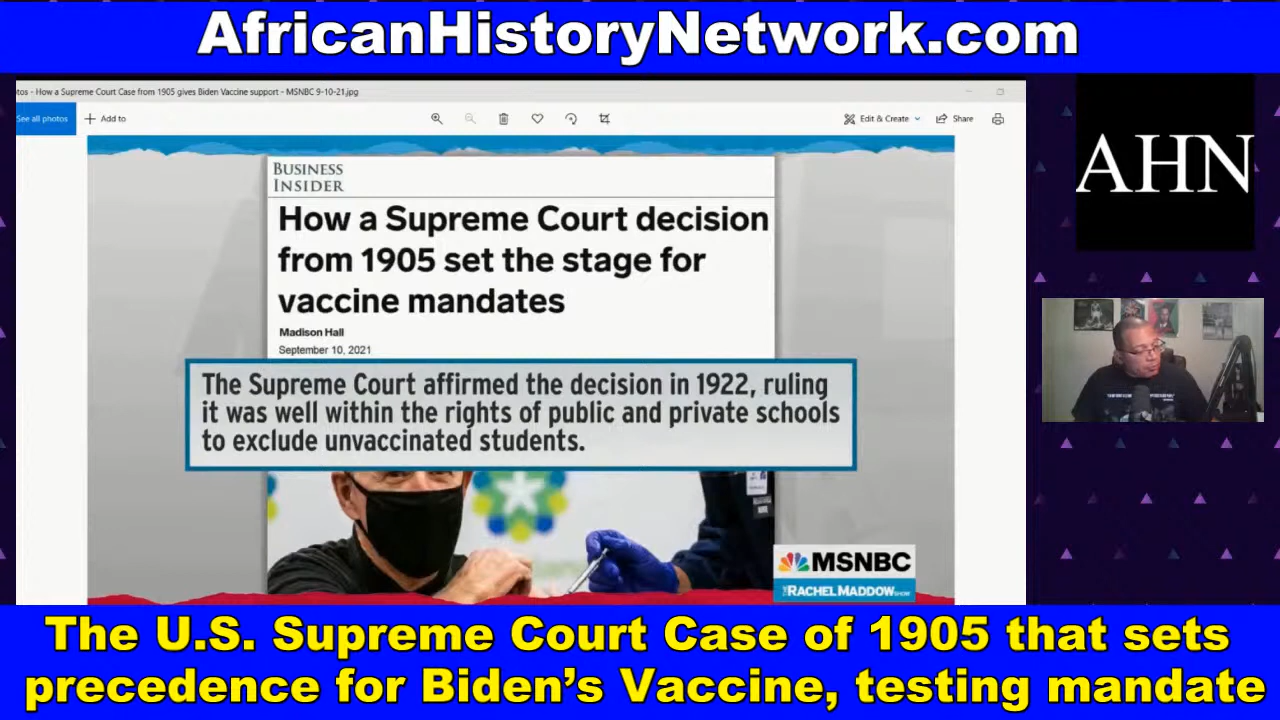 AfricanHistoryNetwork.com
tos - How a Supreme Court Case from 1905 gives Biden Vaccine support - MSNBC 9-10-21.jpg
See all photos
Add to
Edit & Create
Share
BUSINESS
INSIDER
How a Supreme Court decision
from 1905 set the stage for
vaccine mandates
Madison Hall
September 10, 2021
The Supreme Court affirmed the decision in 1922, ruling
it was well within the rights of public and private schools
to exclude unvaccinated students.
MSNBC
THE RACHEL MADDOW SHOW
AHN
The U.S. Supreme Court Case of 1905 that sets
precedence for Biden’s Vaccine, testing mandate